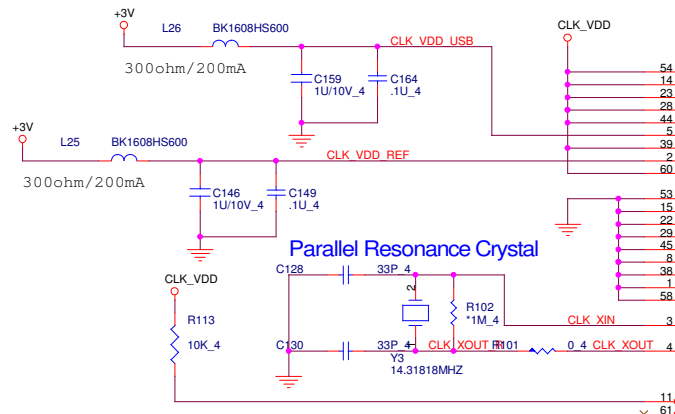 +3V
L26
BK1608HS600
CLK_VDD_USB
CLK_VDD
300ohm/200mA
C159
1U/10V_4
C164
.1U_4
54
14
23
28
44
5
39
2
60
+3V
L25
BK1608HS600
CLK_VDD_REF
300ohm/200mA
C146
1U/10V_4
C149
.1U_4
53
15
22
29
45
8
38
1
58
Parallel Resonance Crystal
C128
33P_4
CLK_VDD
2
R102
*1M_4
CLK_XIN
3
R113
10K_4
C130
33P_4
1
CLK_XOUT_R
R101
0_4
CLK_XOUT
4
Y3
14.31818MHZ
11
61